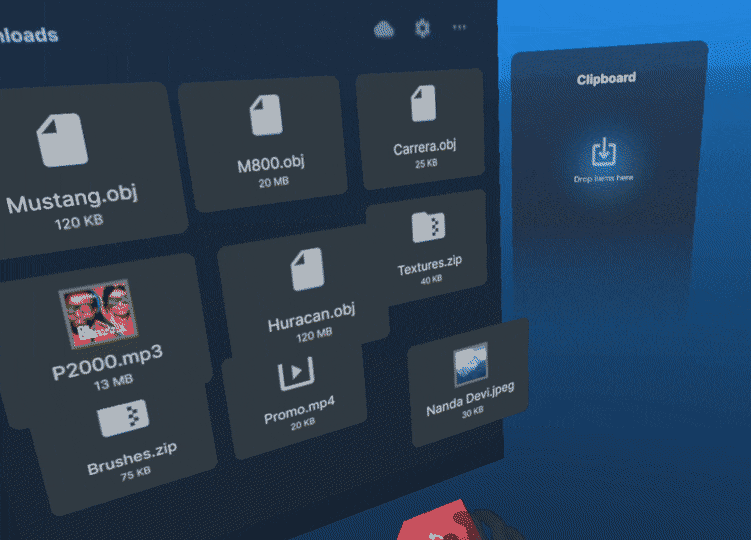 nloads
Clipboard
Drop items here
Mustang.obj
120 KB
M800.obj
20 MB
Carrera.obj
25 KB
P2000.mp3
13 MB
Huracan.obj
120 MB
Textures.zip
40 KB
Brushes.zip
75 KB
Promo.mp4
20 KB
Nanda Devi.jpeg
30 KB